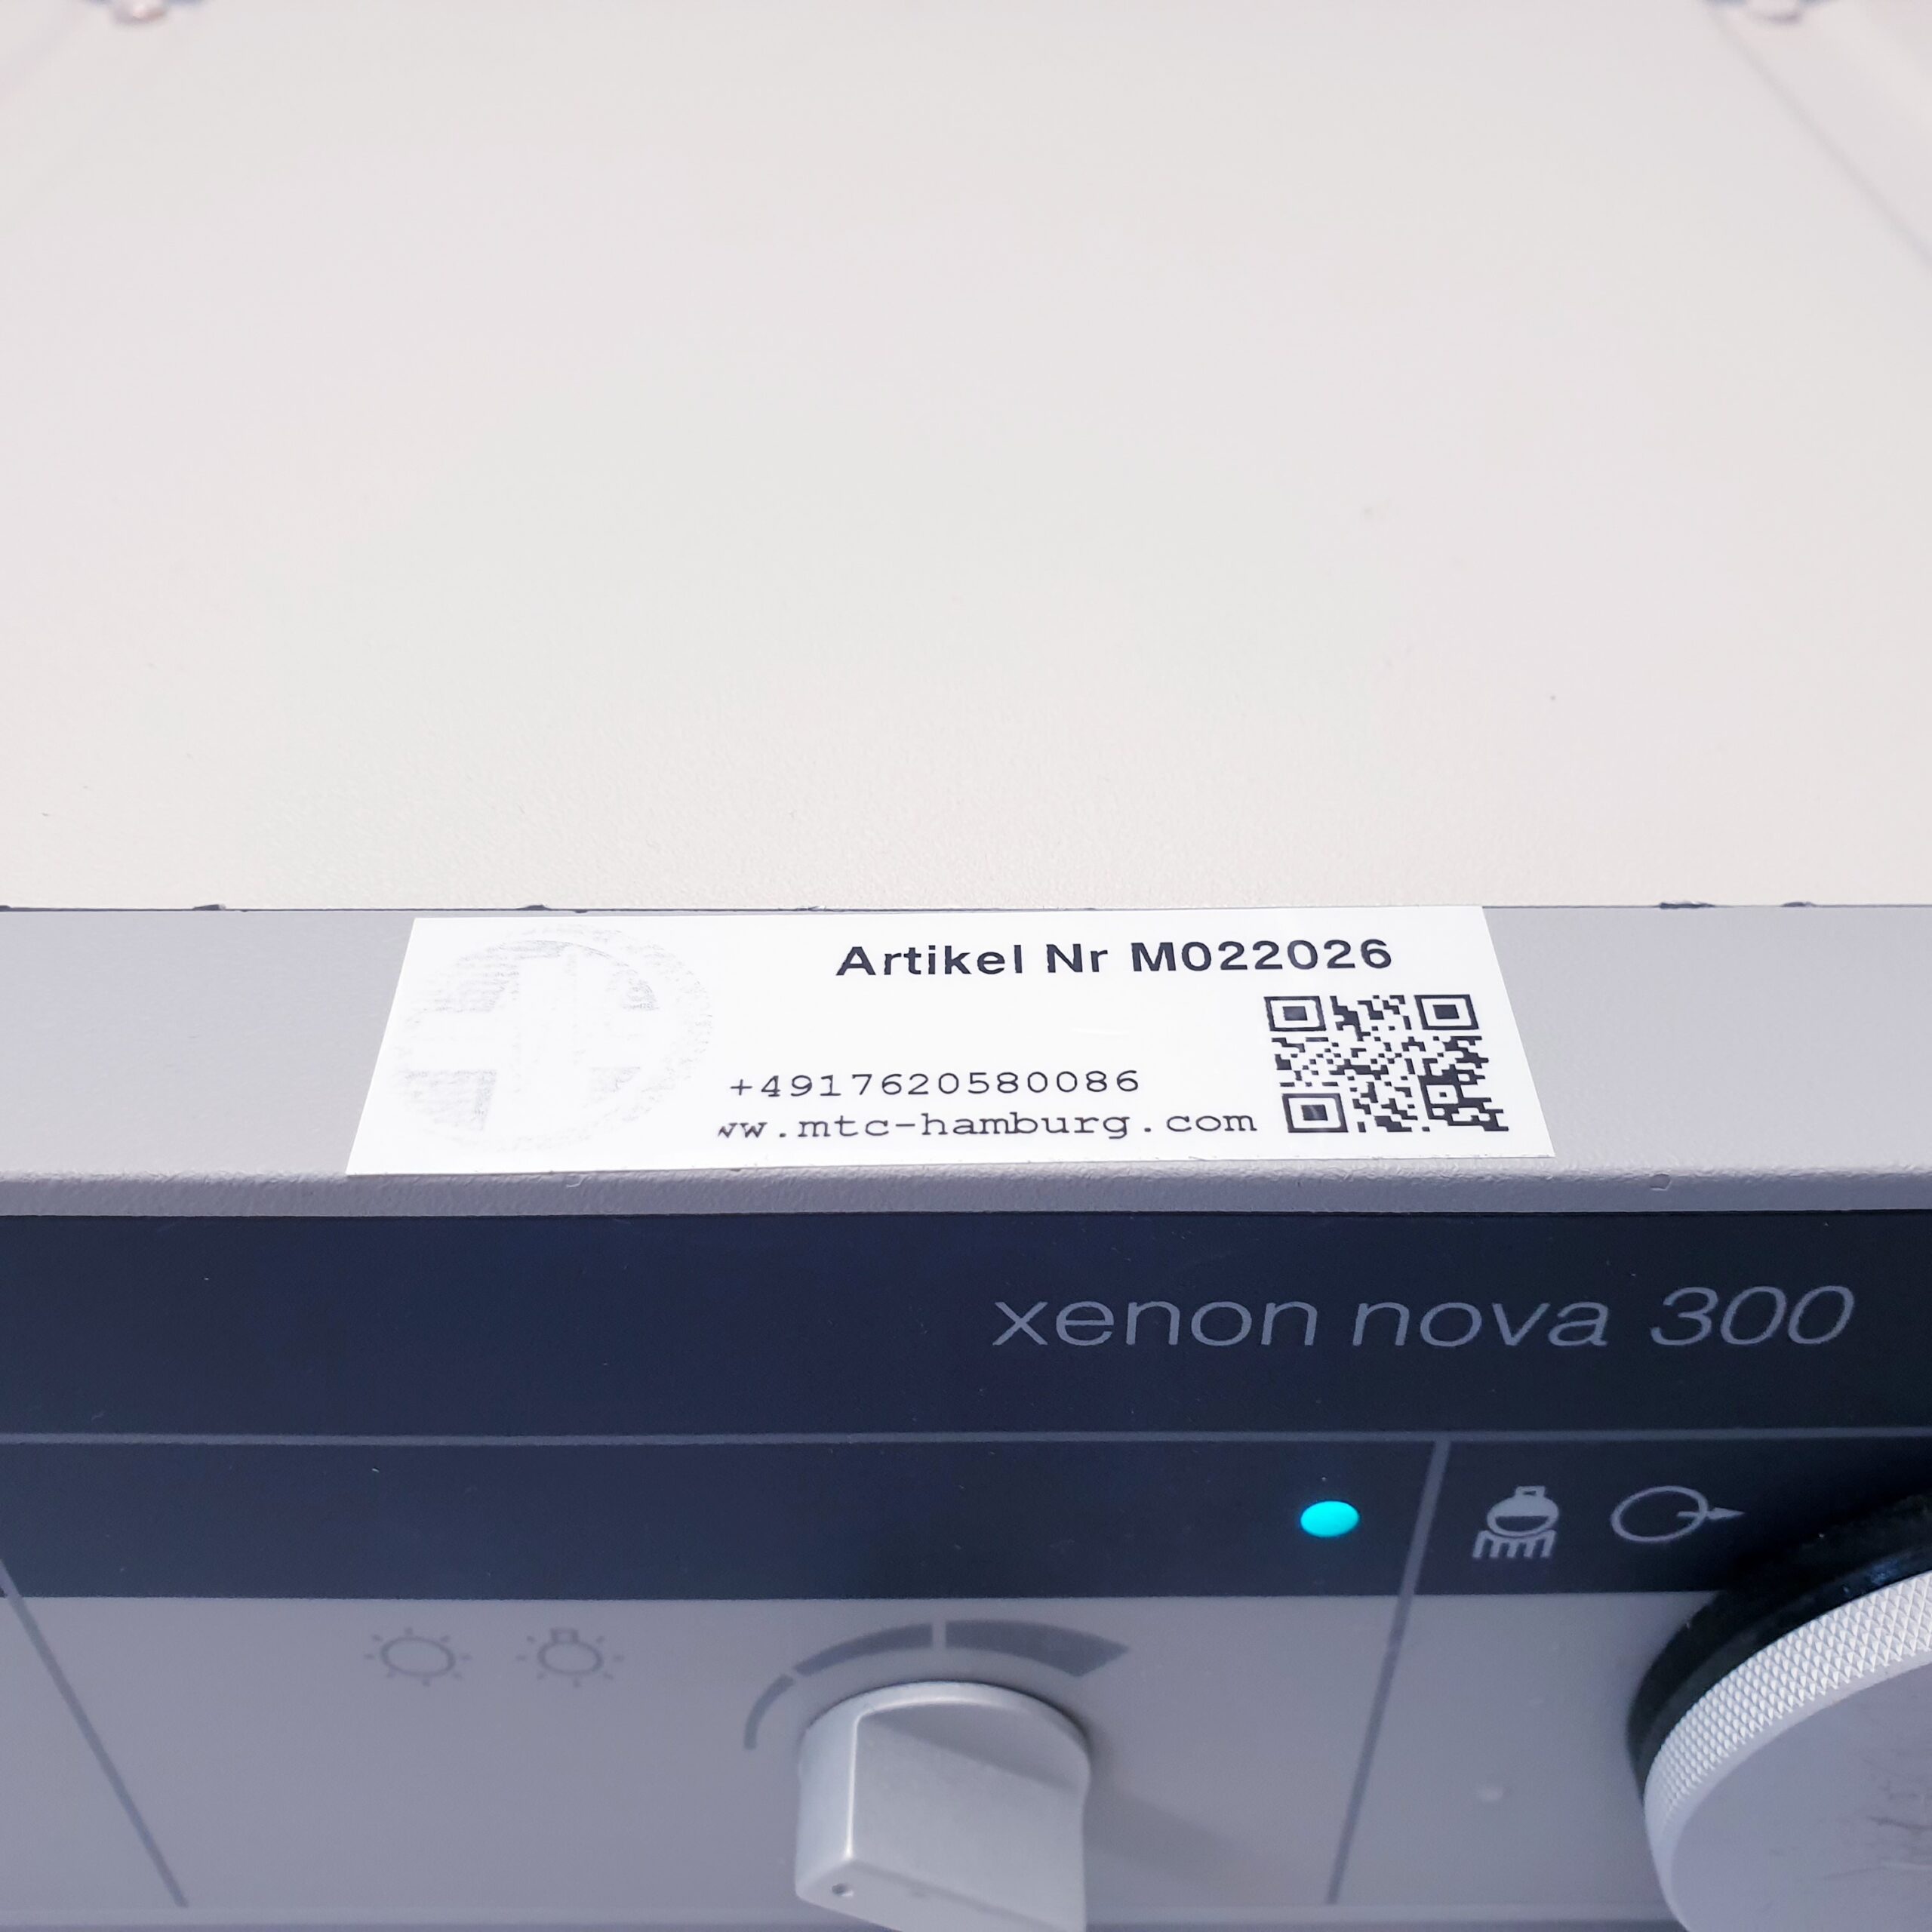 Artikel Nr M022026
+4917620580086
ww.mtc-hamburg.com
xenon nova 300